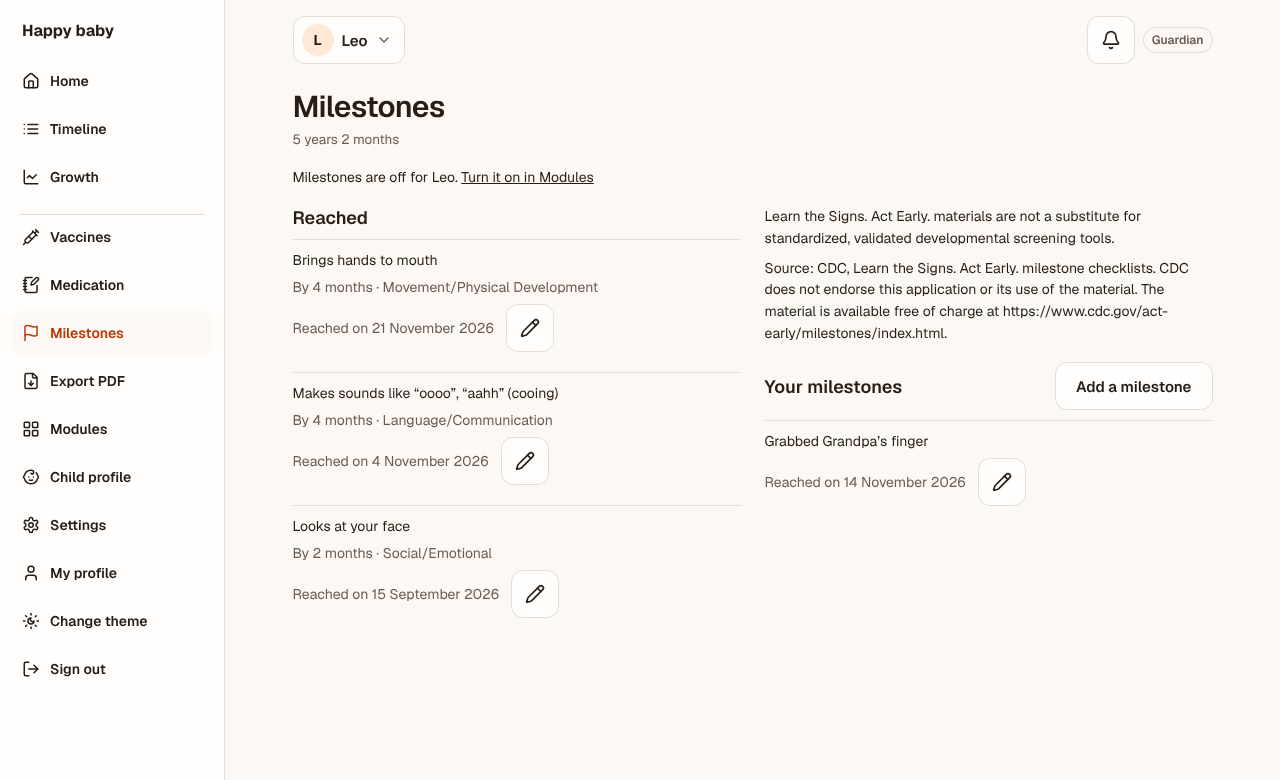 Happy baby
Home
Timeline
Growth
Vaccines
Medication
Milestones
Export PDF
Modules
Child profile
Settings
My profile
Change theme
Sign out
L Leo
Guardian
Milestones
5 years 2 months
Milestones are off for Leo. Turn it on in Modules
Reached
Brings hands to mouth
By 4 months · Movement/Physical Development
Reached on 21 November 2026
Makes sounds like “oooo”, “aahh” (cooing)
By 4 months · Language/Communication
Reached on 4 November 2026
Looks at your face
By 2 months · Social/Emotional
Reached on 15 September 2026
Learn the Signs. Act Early. materials are not a substitute for
standardized, validated developmental screening tools.
Source: CDC, Learn the Signs. Act Early. milestone checklists. CDC
does not endorse this application or its use of the material. The
material is available free of charge at https://www.cdc.gov/act-
early/milestones/index.html.
Your milestones
Add a milestone
Grabbed Grandpa’s finger
Reached on 14 November 2026